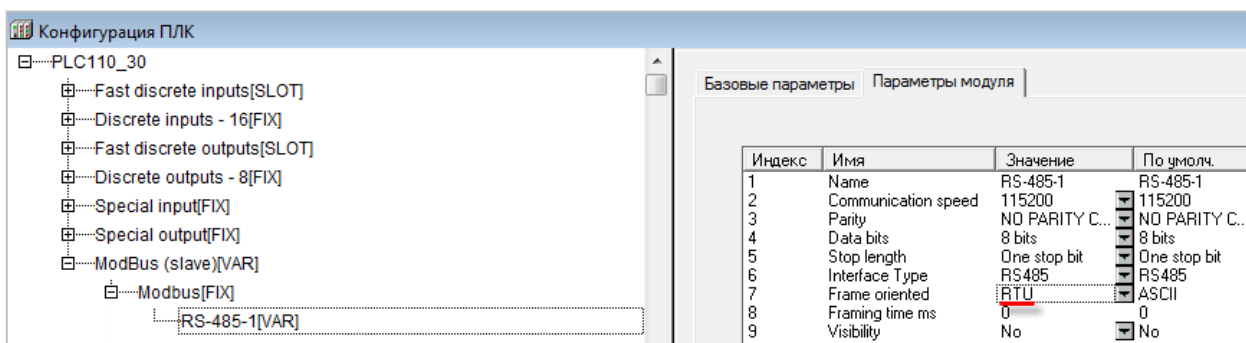 Конфигурация ПЛК
PLC110_30
Fast discrete inputs[SLOT]
Discrete inputs - 16[FIX]
Fast discrete outputs[SLOT]
Discrete outputs - 8[FIX]
Special input[FIX]
Special output[FIX]
ModBus (slave)[VAR]
Modbus[FIX]
RS-485-1[VAR]
Базовые параметры Параметры модуля
Индекс Имя Значение По умолч.
1 Name RS-485-1 RS-485-1
2 Communication speed 115200 115200
3 Parity NO PARITY C... NO PARITY C...
4 Data bits 8 bits 8 bits
5 Stop length One stop bit One stop bit
6 Interface Type RS485 RS485
7 Frame oriented RTU ASCII
8 Framing time ms 0 0
9 Visibility No No